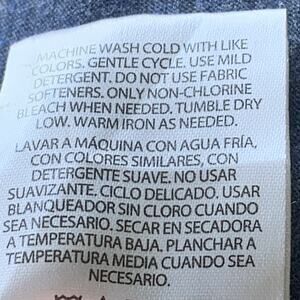 MACHINE WASH COLD WITH LIKE
COLORS. GENTLE CYCLE. USE MILD
DETERGENT. DO NOT USE FABRIC
SOFTENERS. ONLY NON-CHLORINE
BLEACH WHEN NEEDED. TUMBLE DRY
LOW. WARM IRON AS NEEDED.
LAVAR A MÁQUINA CON AGUA FRÍA,
CON COLORES SIMILARES, CON
DETERGENTE SUAVE. NO USAR
SUAVIZANTE. CICLO DELICADO. USAR
BLANQUEADOR SIN CLORO CUANDO
SEA NECESARIO. SECAR EN SECADORA
A TEMPERATURA BAJA. PLANCHAR A
TEMPERATURA MEDIA CUANDO SEA
NECESARIO.